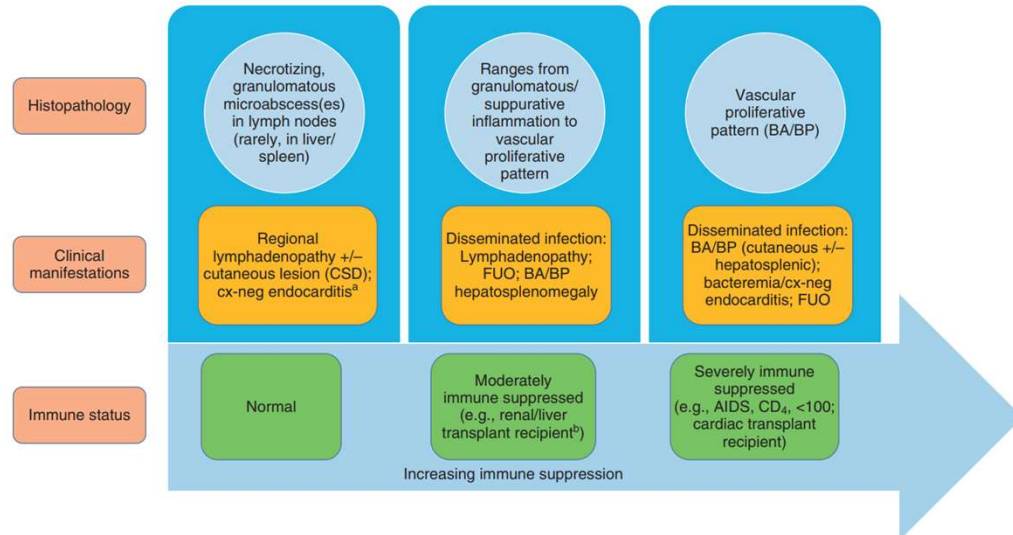 Histopathology
Necrotizing,
granulomatous
microabscess(es)
in lymph nodes
(rarely, in liver/
spleen)
Ranges from
granulomatous/
suppurative
inflammation to
vascular
proliferative
pattern
Vascular
proliferative
pattern (BA/BP)
Clinical
manifestations
Regional
lymphadenopathy +/–
cutaneous lesion (CSD);
cx-neg endocarditisᵃ
Disseminated infection:
Lymphadenopathy;
FUO; BA/BP
hepatosplenomegaly
Disseminated infection:
BA/BP (cutaneous +/–
hepatosplenic);
bacteremia/cx-neg
endocarditis; FUO
Immune status
Normal
Moderately
immune suppressed
(e.g., renal/liver
transplant recipientᵇ)
Severely immune
suppressed
(e.g., AIDS, CD₄, <100;
cardiac transplant
recipient)
Increasing immune suppression